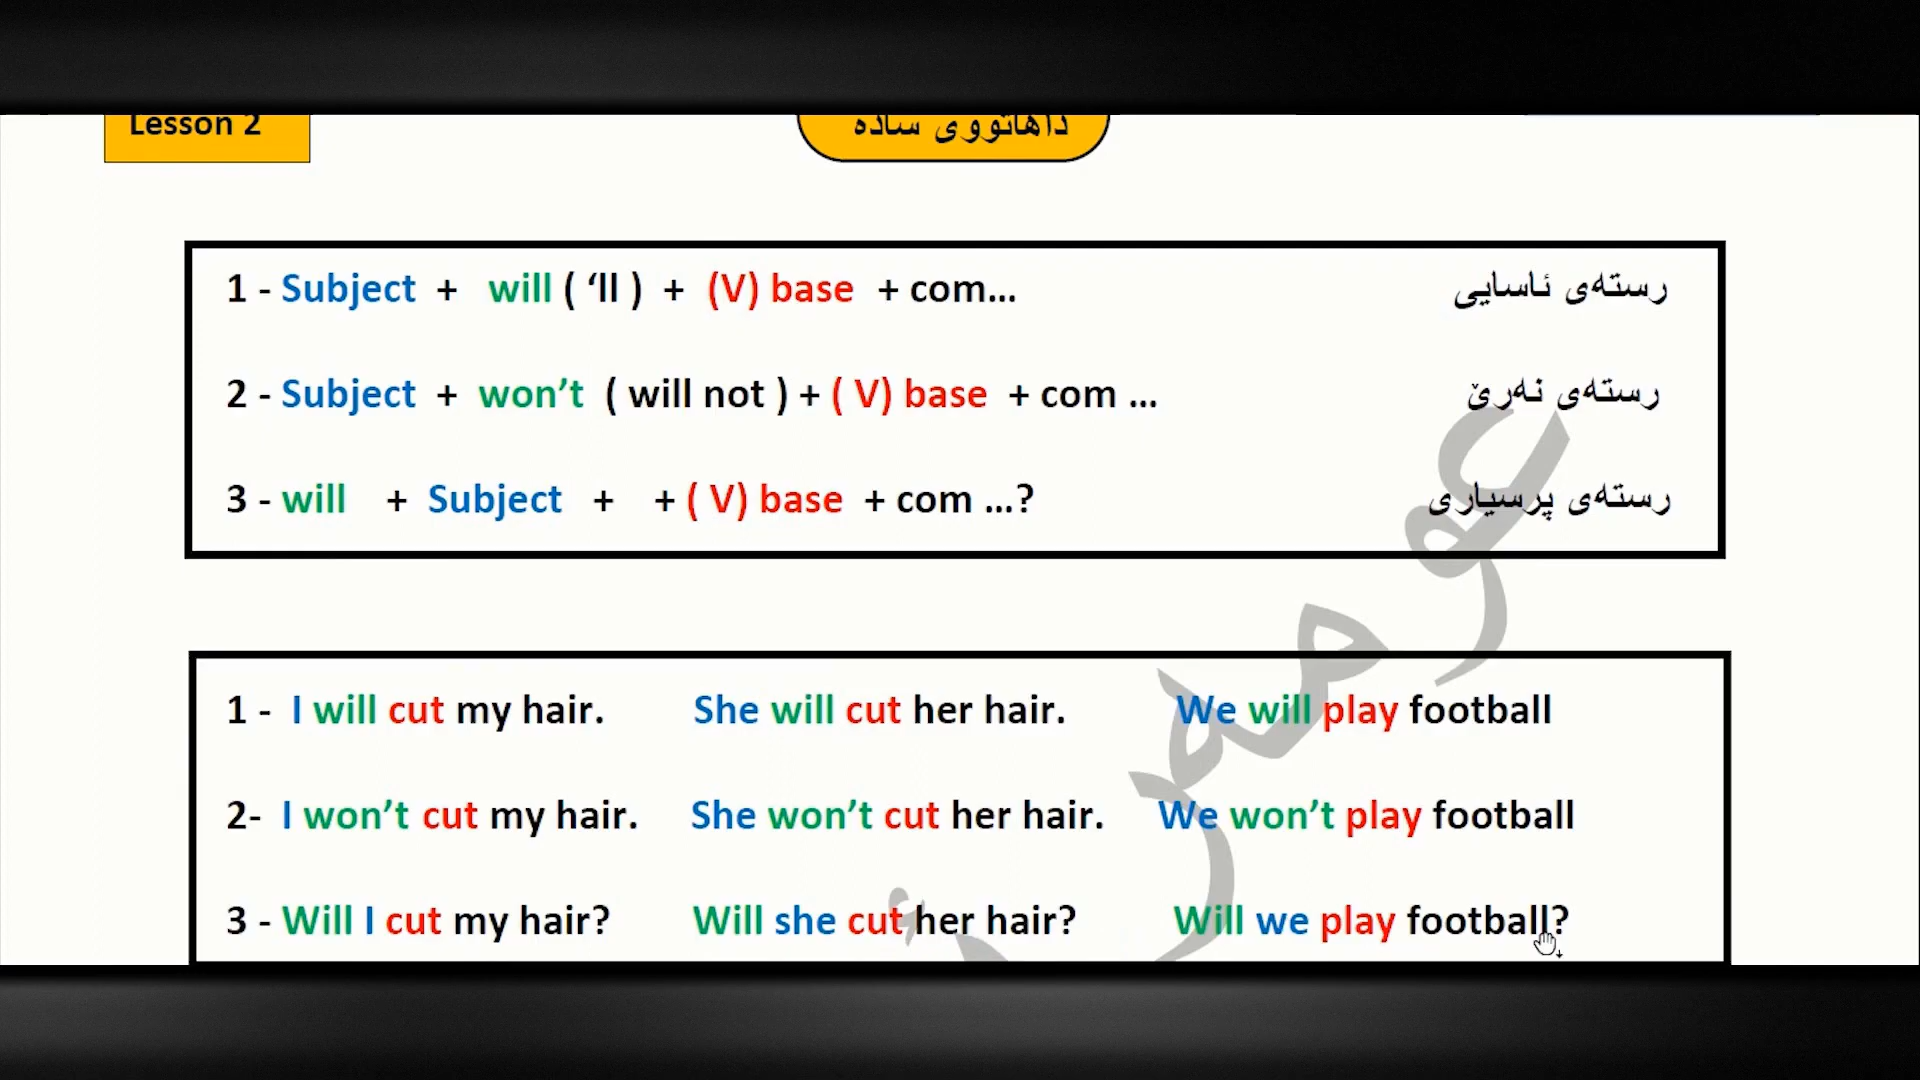 Lesson 2
داهاتووی سادە
1 - Subject + will ( ‘ll ) + (V) base + com... رستەی ئاسایی
2 - Subject + won’t ( will not ) + ( V) base + com ... رستەی نەرێ
3 - will + Subject + + ( V) base + com ...? رستەی پرسیاری
1 - I will cut my hair. She will cut her hair. We will play football
2- I won’t cut my hair. She won’t cut her hair. We won’t play football
3 - Will I cut my hair? Will she cut her hair? Will we play football?
عومەر